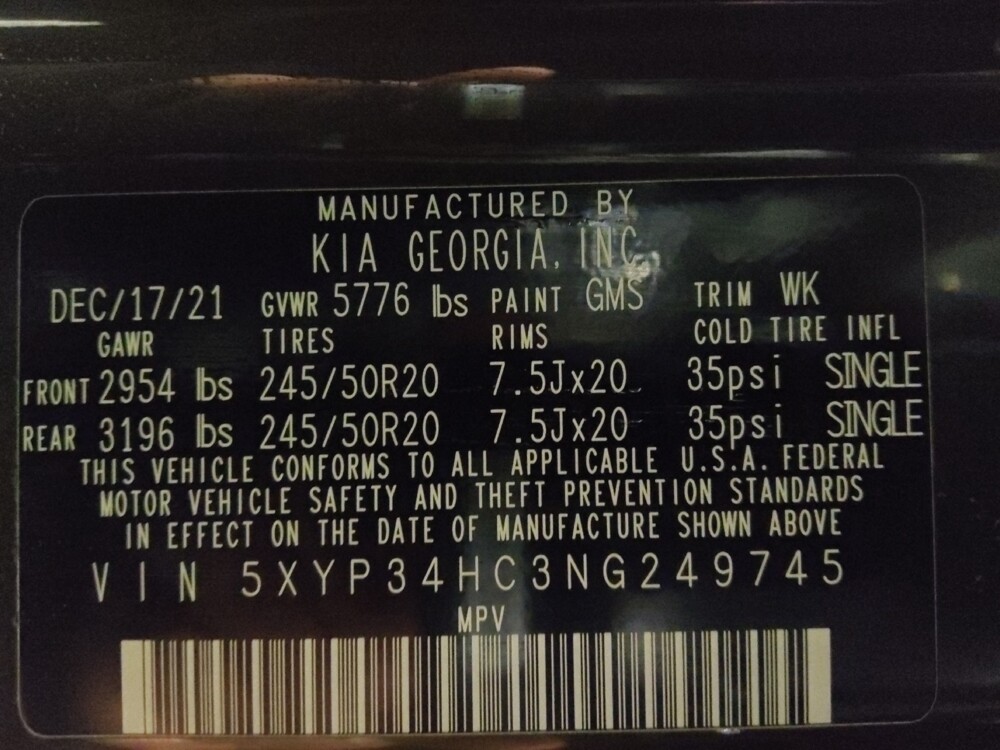 MANUFACTURED BY
KIA GEORGIA, INC.
DEC/17/21 GVWR 5776 lbs PAINT GMS TRIM WK
GAWR TIRES RIMS COLD TIRE INFL
FRONT 2954 lbs 245/50R20 7.5Jx20 35psi SINGLE
REAR 3196 lbs 245/50R20 7.5Jx20 35psi SINGLE
THIS VEHICLE CONFORMS TO ALL APPLICABLE U.S.A. FEDERAL
MOTOR VEHICLE SAFETY AND THEFT PREVENTION STANDARDS
IN EFFECT ON THE DATE OF MANUFACTURE SHOWN ABOVE
VIN 5XYP34HC3NG249745
MPV